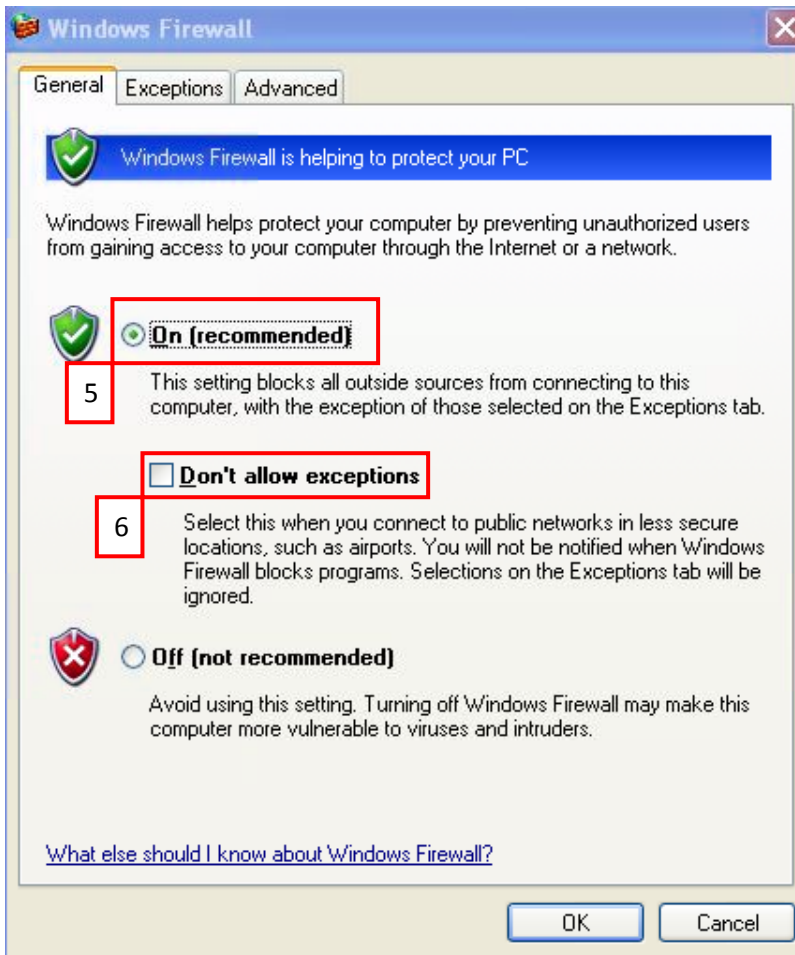 Windows Firewall
General Exceptions Advanced
Windows Firewall is helping to protect your PC
Windows Firewall helps protect your computer by preventing unauthorized users
from gaining access to your computer through the Internet or a network.
On (recommended)
5
This setting blocks all outside sources from connecting to this
computer, with the exception of those selected on the Exceptions tab.
Don't allow exceptions
6
Select this when you connect to public networks in less secure
locations, such as airports. You will not be notified when Windows
Firewall blocks programs. Selections on the Exceptions tab will be
ignored.
Off (not recommended)
Avoid using this setting. Turning off Windows Firewall may make this
computer more vulnerable to viruses and intruders.
What else should I know about Windows Firewall?
OK Cancel